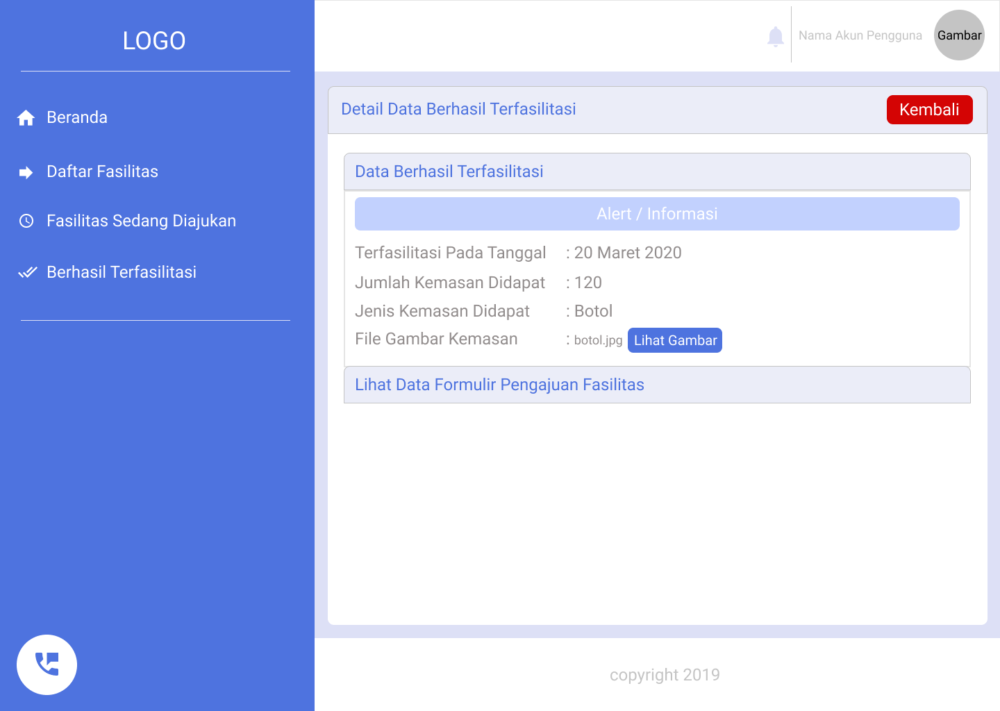 LOGO
Beranda
Daftar Fasilitas
Fasilitas Sedang Diajukan
Berhasil Terfasilitasi
Nama Akun Pengguna
Gambar
Detail Data Berhasil Terfasilitasi
Kembali
Data Berhasil Terfasilitasi
Alert / Informasi
Terfasilitasi Pada Tanggal : 20 Maret 2020
Jumlah Kemasan Didapat : 120
Jenis Kemasan Didapat : Botol
File Gambar Kemasan : botol.jpg Lihat Gambar
Lihat Data Formulir Pengajuan Fasilitas
copyright 2019